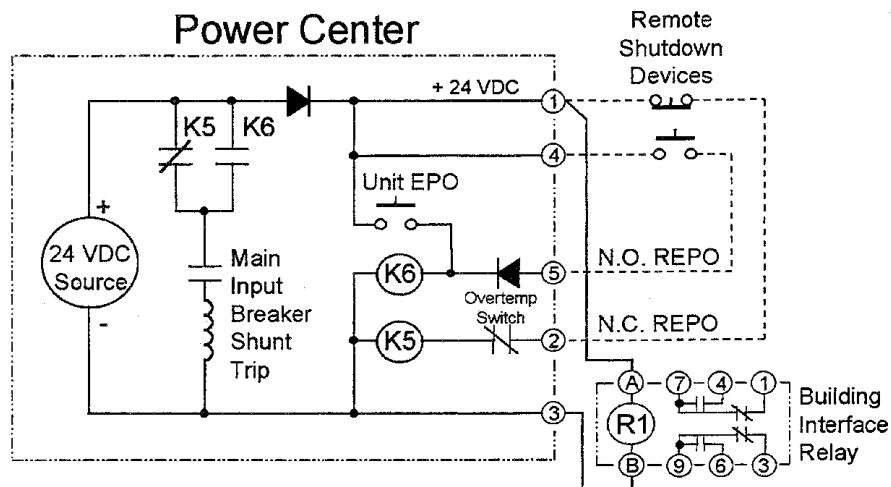 Power Center
Remote
Shutdown
Devices
+ 24 VDC
1
K5
K6
4
Unit EPO
+
24 VDC
Source
-
Main
Input
Breaker
Shunt
Trip
K6
5
N.O. REPO
Overtemp
Switch
K5
2
N.C. REPO
3
A
7
4
1
R1
B
9
6
3
Building
Interface
Relay